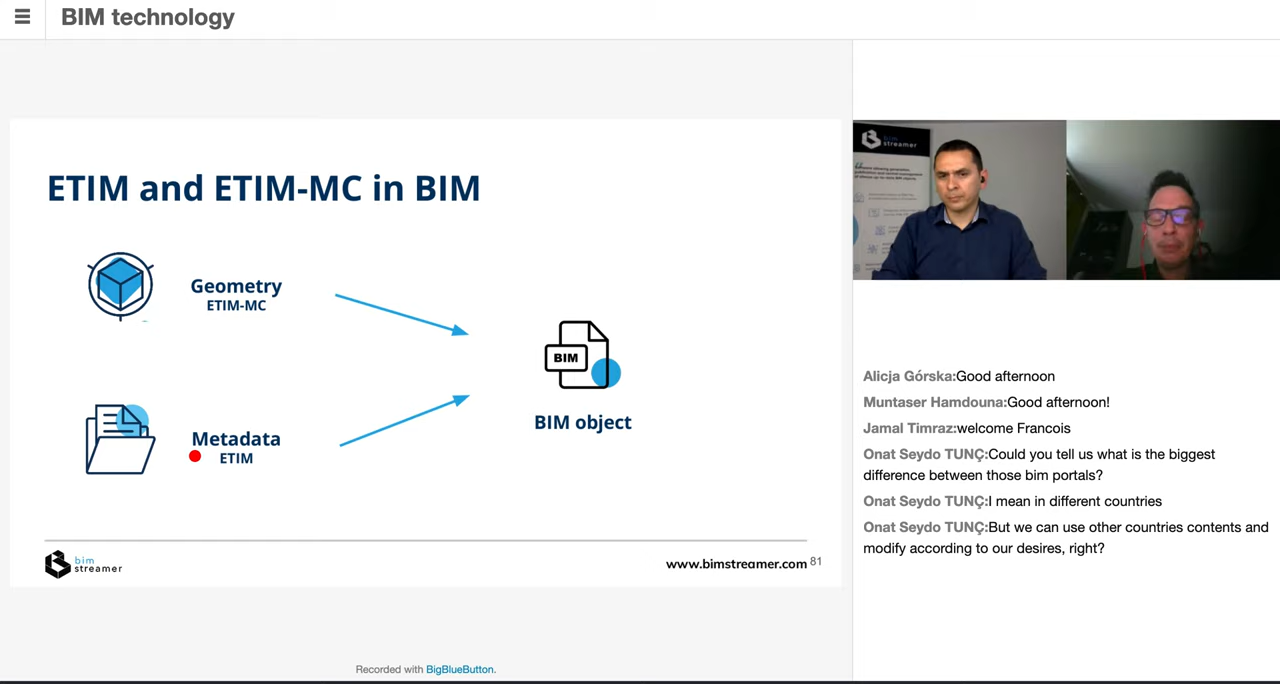 BIM technology
ETIM and ETIM-MC in BIM
Geometry
ETIM-MC
BIM
BIM object
Metadata
ETIM
bim
streamer
www.bimstreamer.com 81
Recorded with BigBlueButton.
bim
streamer
Alicja Górska:Good afternoon
Muntaser Hamdouna:Good afternoon!
Jamal Timraz:welcome Francois
Onat Seydo TUNÇ:Could you tell us what is the biggest
difference between those bim portals?
Onat Seydo TUNÇ:I mean in different countries
Onat Seydo TUNÇ:But we can use other countries contents and
modify according to our desires, right?